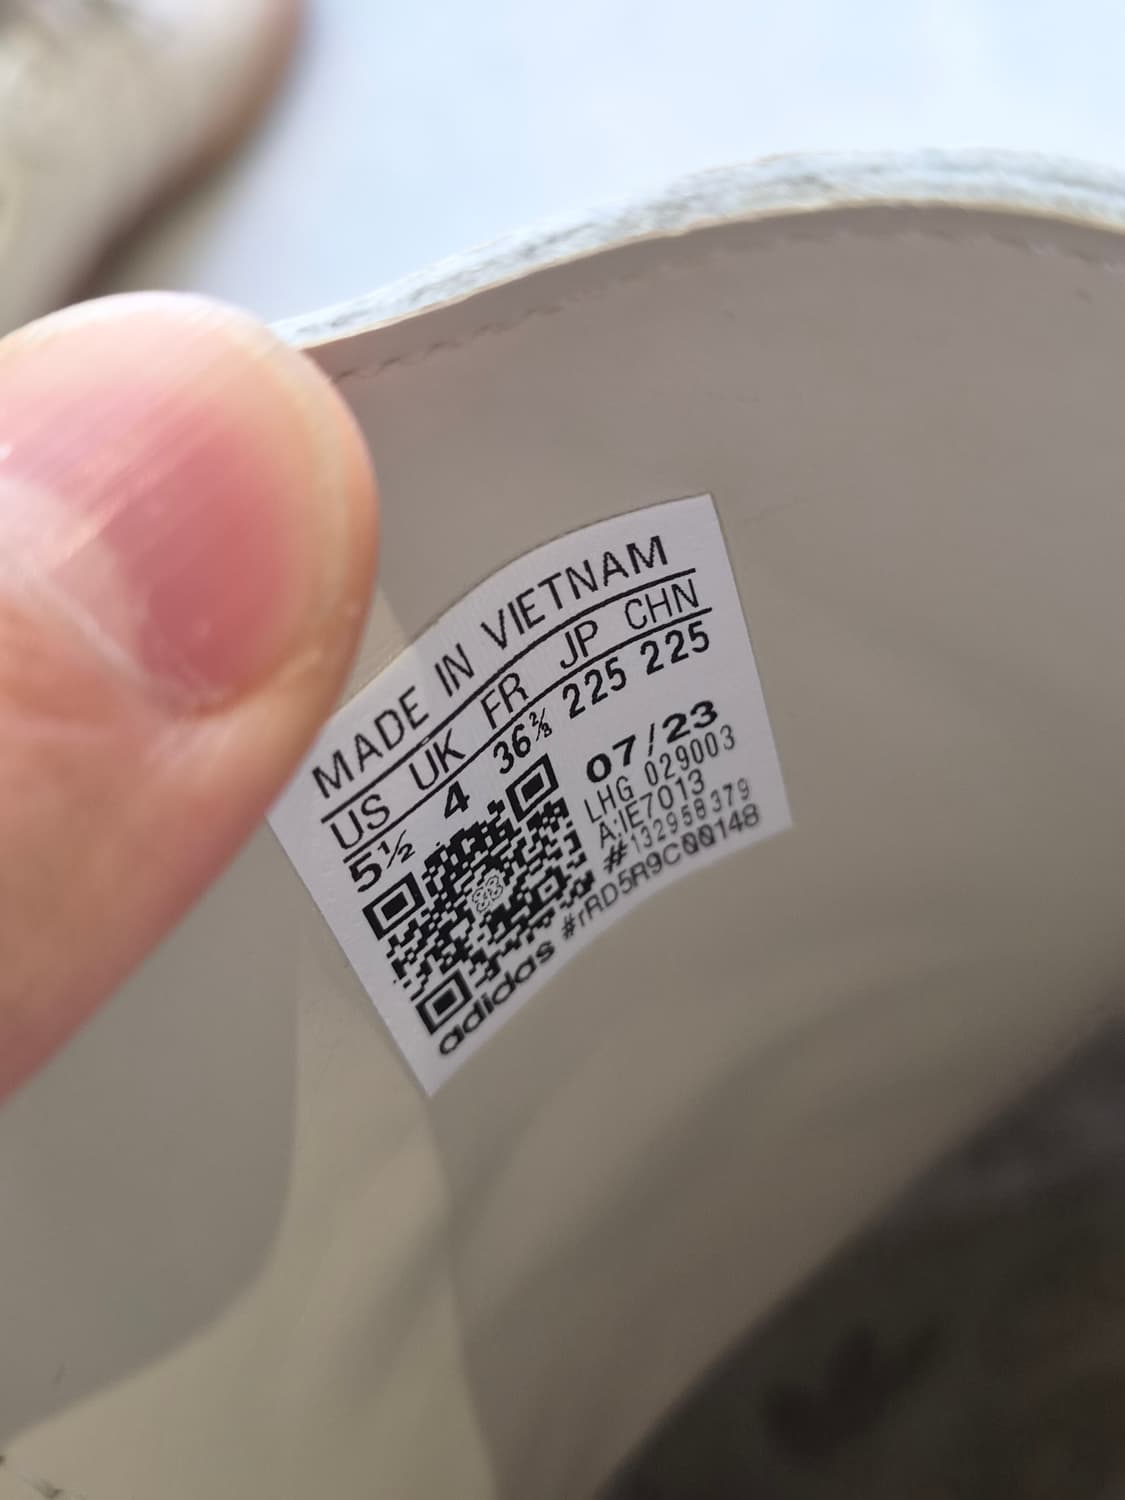 MADE IN VIETNAM
US UK FR JP CHN
5½ 4 36⅔ 225 225
07/23
LHG 029003
A:IE7013
#132958379
adidas #rRD5R9C00148